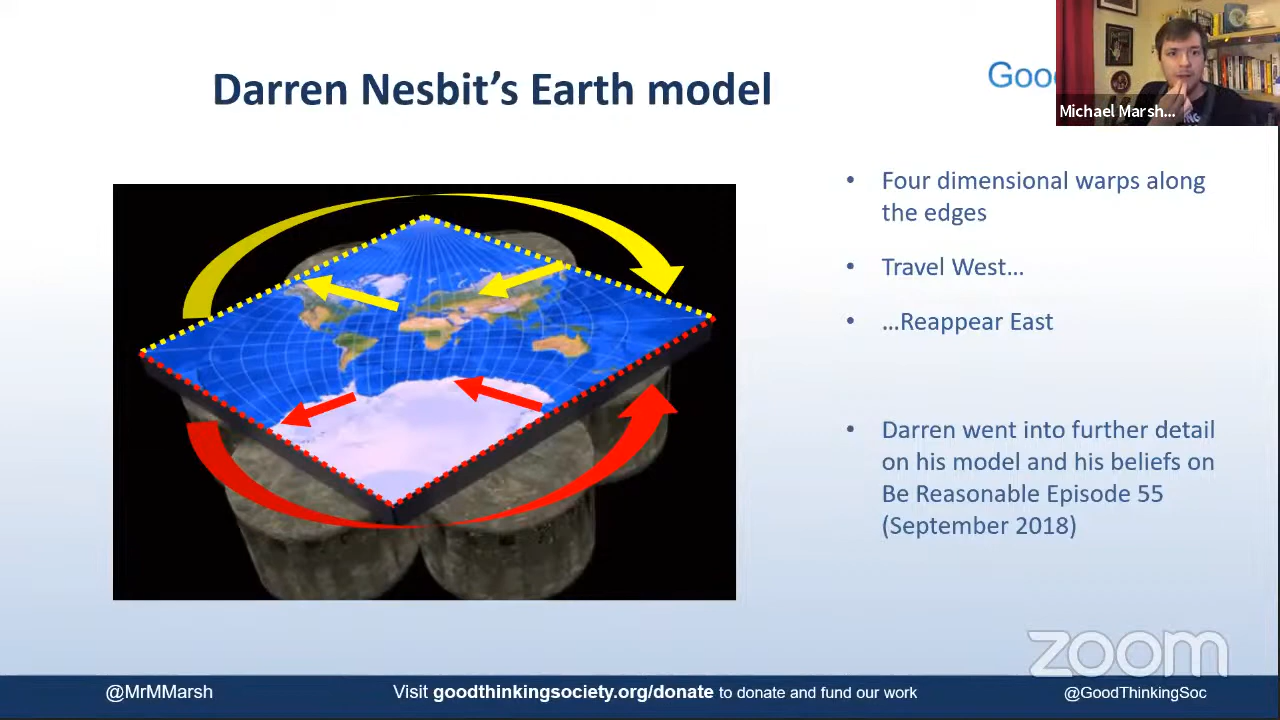 Darren Nesbit's Earth model
Michael Marsh...
• Four dimensional warps along
the edges
• Travel West…
• …Reappear East
• Darren went into further detail
on his model and his beliefs on
Be Reasonable Episode 55
(September 2018)
zoom
@MrMMarsh
Visit goodthinkingsociety.org/donate to donate and fund our work
@GoodThinkingSoc